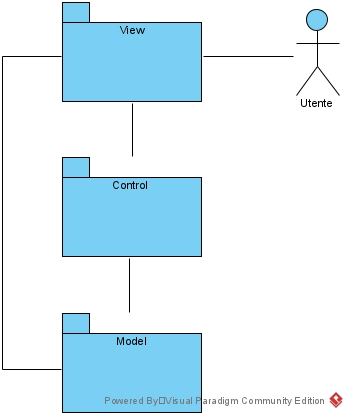 View
Utente
Control
Model
Powered By Visual Paradigm Community Edition